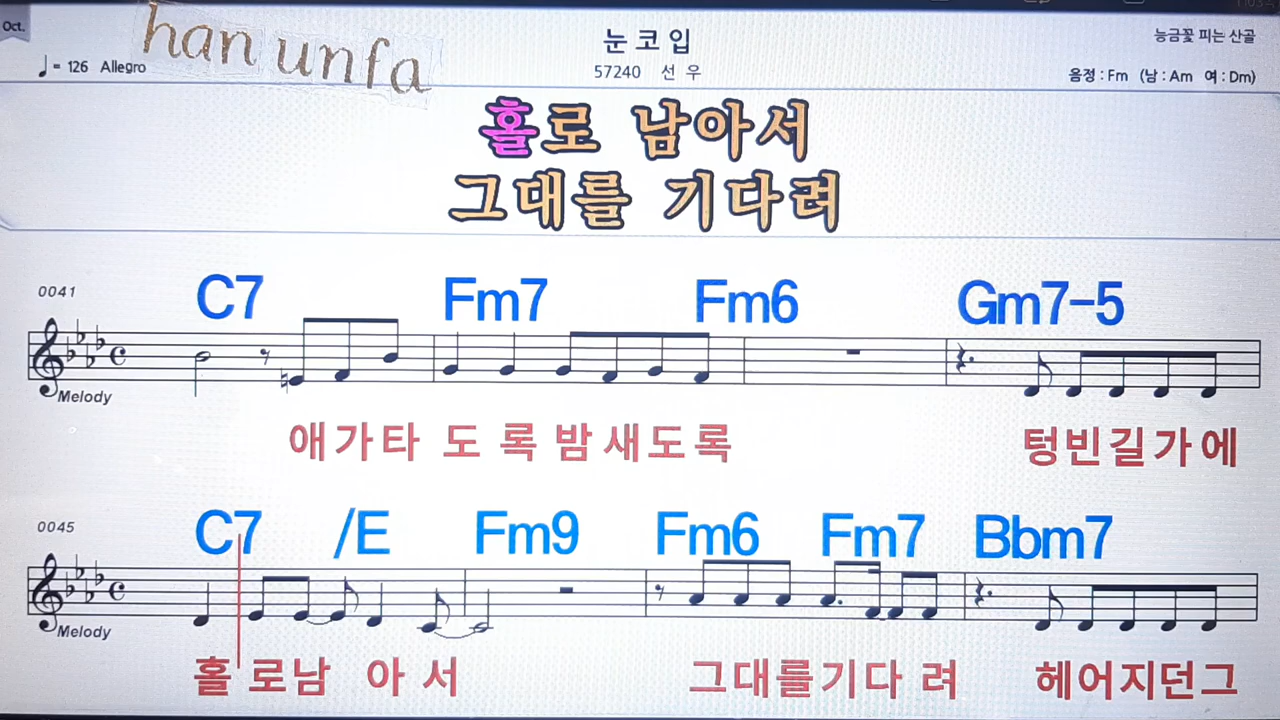 Oct.
han unfa
♩= 126 Allegro
눈 코 입
57240 선 우
능금꽃 피는 산골
음정 : Fm (남 : Am 여 : Dm)
홀로 남아서
그대를 기다려
0041
C7 Fm7 Fm6 Gm7-5
Melody
애가타 도 록 밤새도록 텅빈길가에
0045
C7 /E Fm9 Fm6 Fm7 Bbm7
Melody
홀 로남 아 서 그대를기다 려 헤어지던그